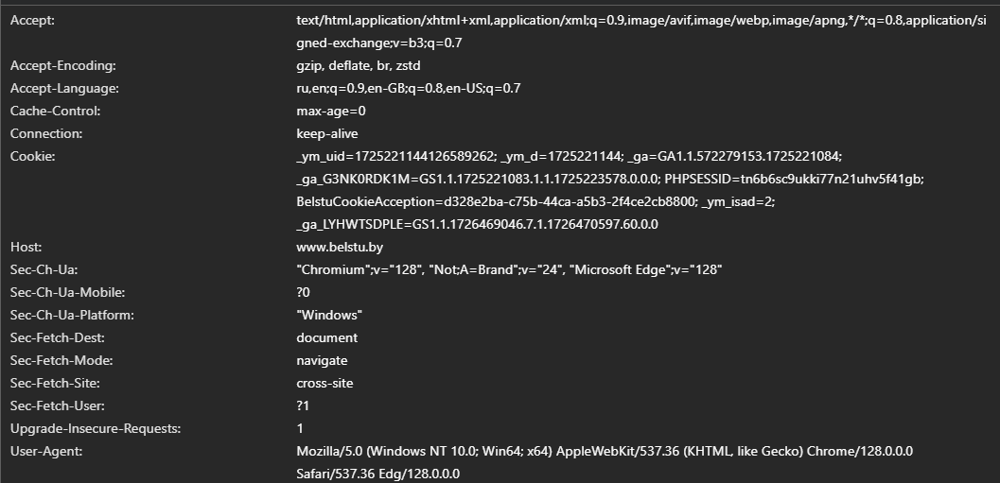 Accept: text/html,application/xhtml+xml,application/xml;q=0.9,image/avif,image/webp,image/apng,*/*;q=0.8,application/si
gned-exchange;v=b3;q=0.7
Accept-Encoding: gzip, deflate, br, zstd
Accept-Language: ru,en;q=0.9,en-GB;q=0.8,en-US;q=0.7
Cache-Control: max-age=0
Connection: keep-alive
Cookie: _ym_uid=1725221144126589262; _ym_d=1725221144; _ga=GA1.1.572279153.1725221084;
_ga_G3NK0RDK1M=GS1.1.1725221083.1.1.1725223578.0.0.0; PHPSESSID=tn6b6sc9ukki77n21uhv5f41gb;
BelstuCookieAcception=d328e2ba-c75b-44ca-a5b3-2f4ce2cb8800; _ym_isad=2;
_ga_LYHWTSDPLE=GS1.1.1726469046.7.1.1726470597.60.0.0
Host: www.belstu.by
Sec-Ch-Ua: "Chromium";v="128", "Not;A=Brand";v="24", "Microsoft Edge";v="128"
Sec-Ch-Ua-Mobile: ?0
Sec-Ch-Ua-Platform: "Windows"
Sec-Fetch-Dest: document
Sec-Fetch-Mode: navigate
Sec-Fetch-Site: cross-site
Sec-Fetch-User: ?1
Upgrade-Insecure-Requests: 1
User-Agent: Mozilla/5.0 (Windows NT 10.0; Win64; x64) AppleWebKit/537.36 (KHTML, like Gecko) Chrome/128.0.0.0
Safari/537.36 Edg/128.0.0.0